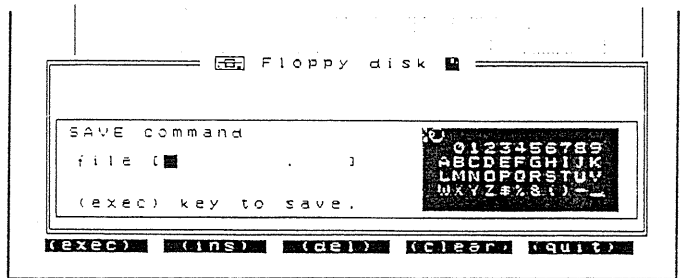 Floppy disk
SAVE command
file [ . ]
(exec) key to save.
0123456789
ABCDEFGHIJK
LMNOPQRSTUV
WXYZ#%&()-_
(exec) (ins) (del) (clear) (quit)